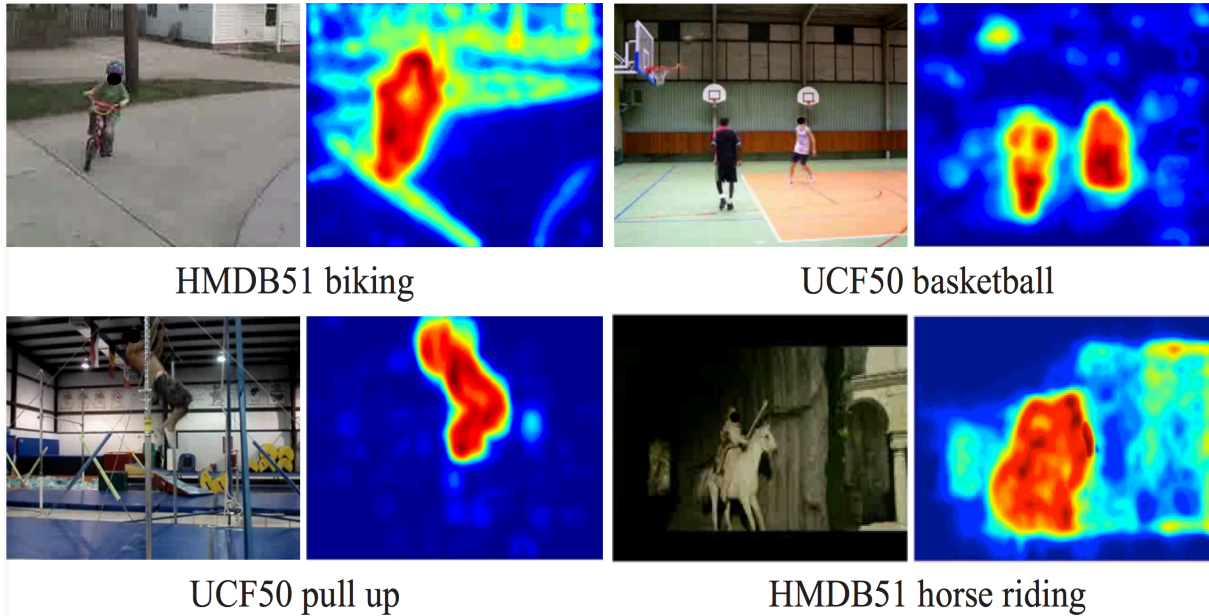 HMDB51 biking
UCF50 basketball
UCF50 pull up
HMDB51 horse riding